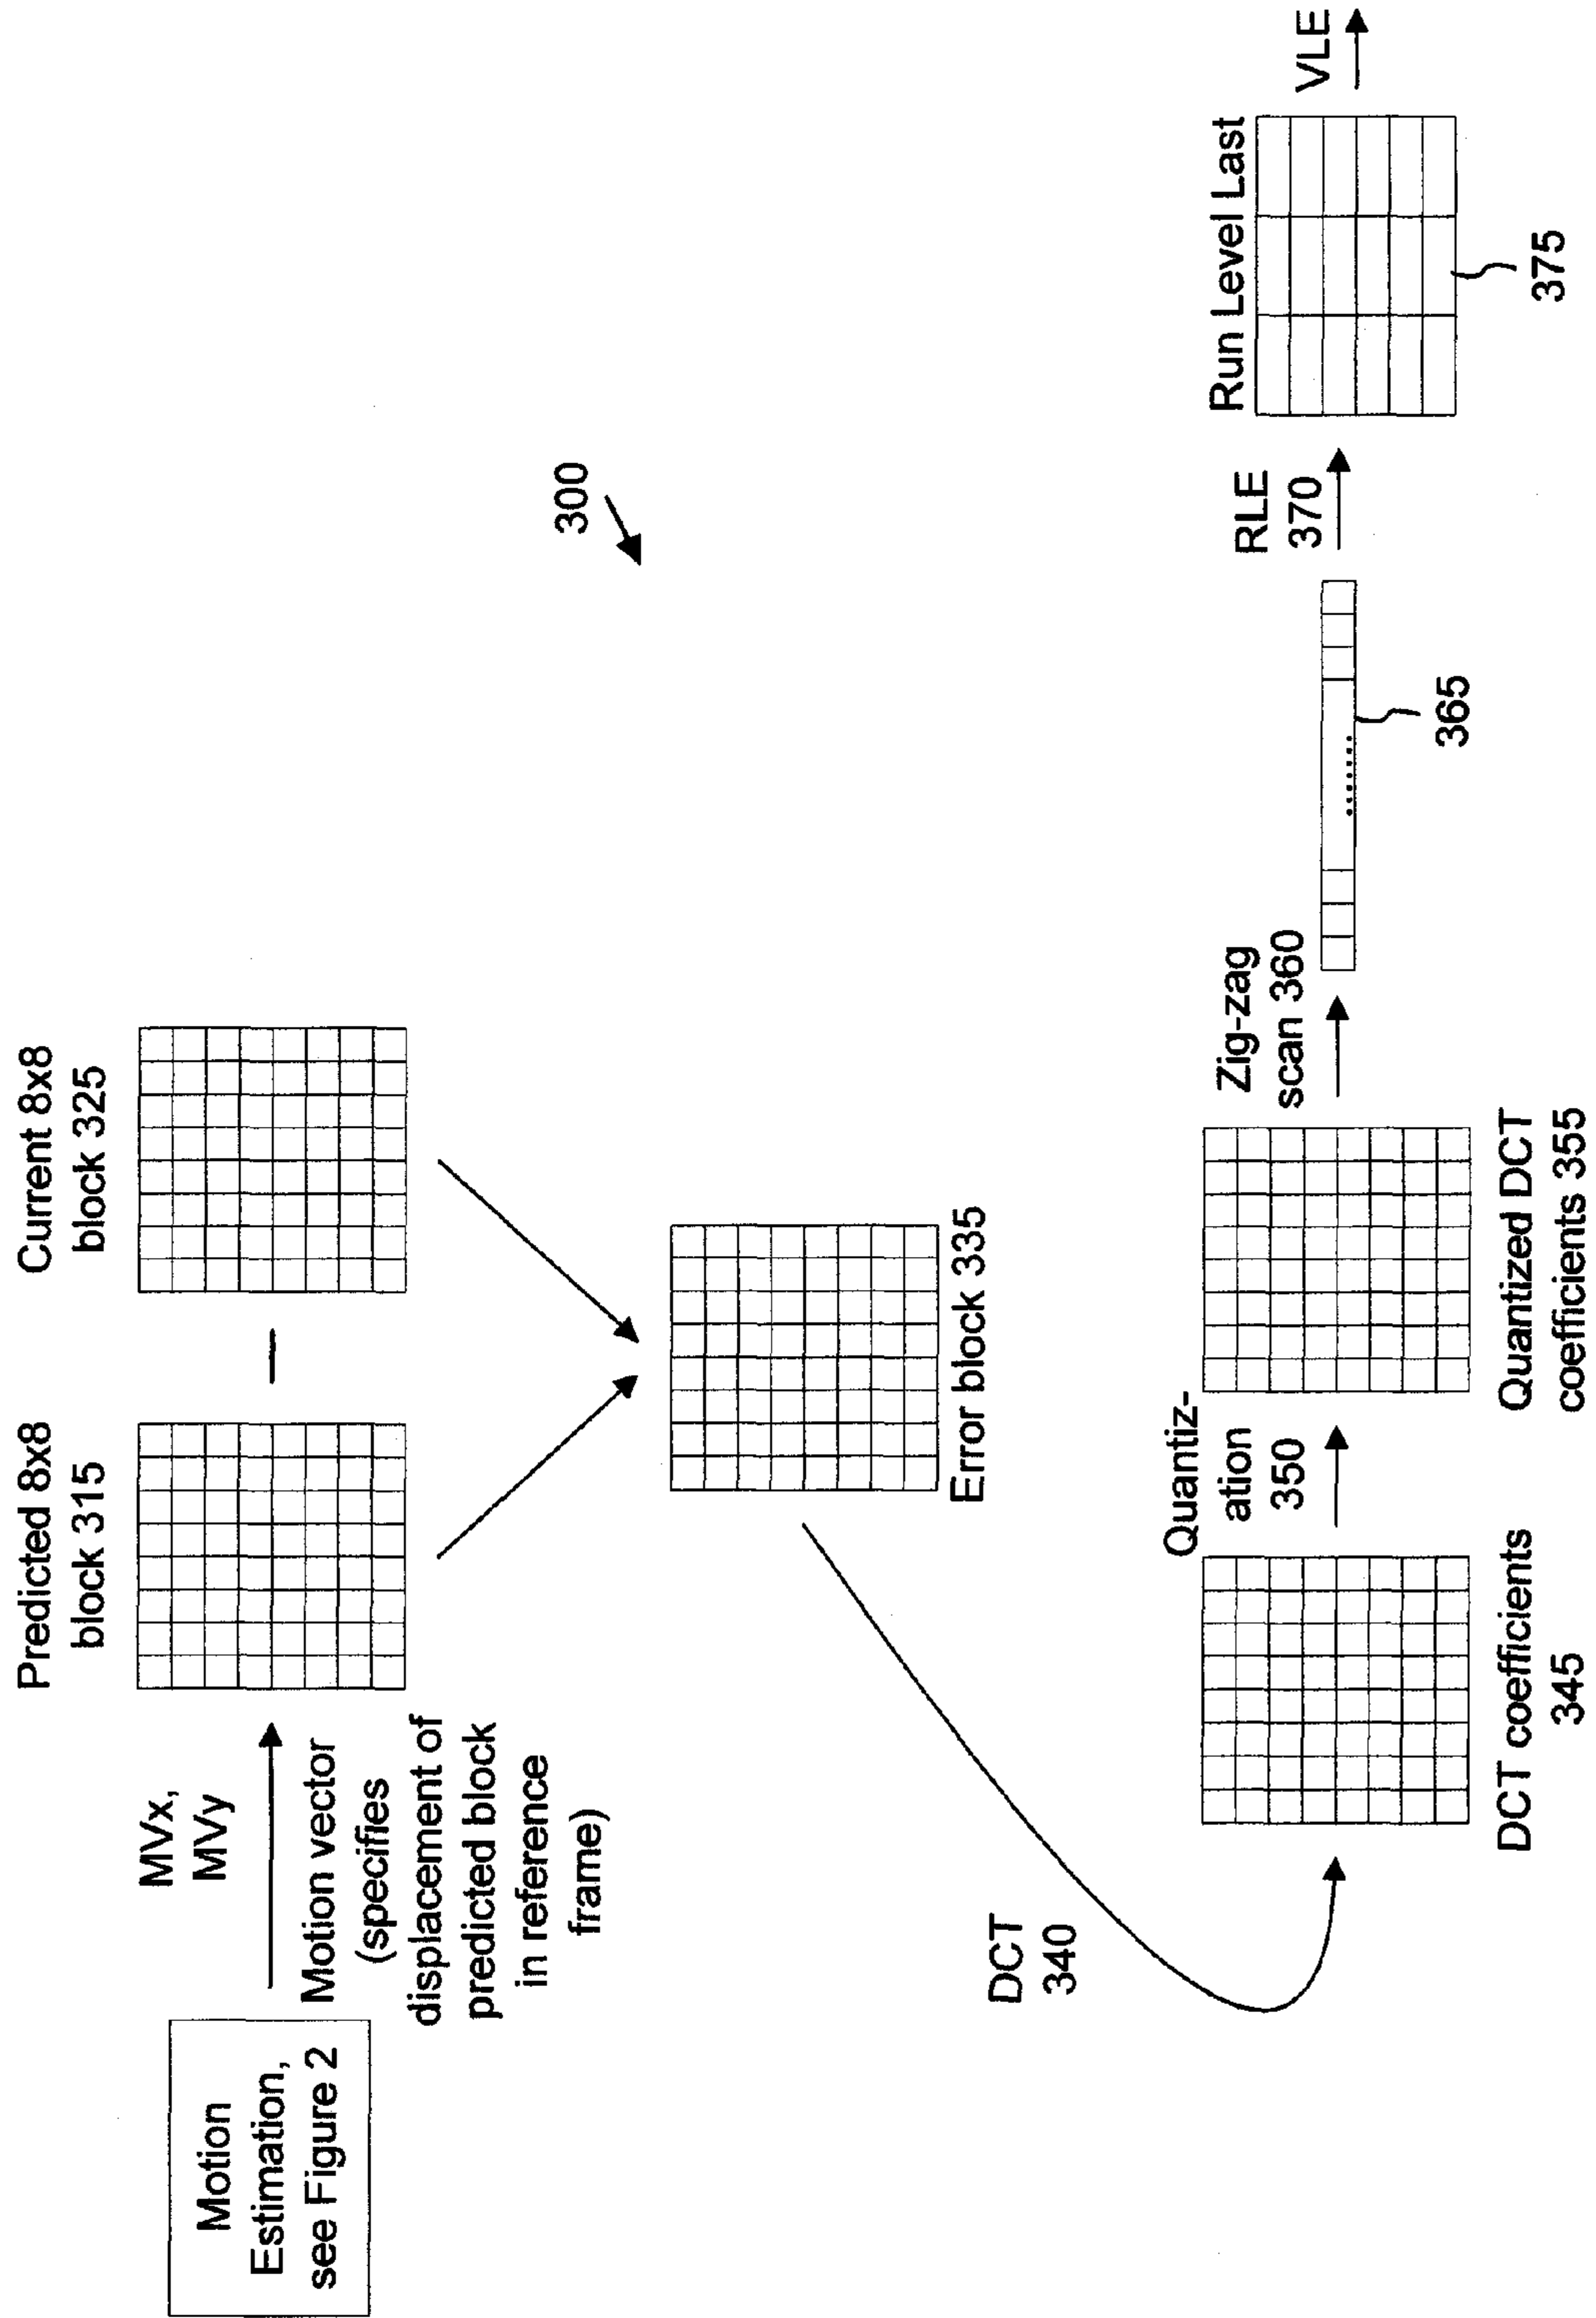 Motion
Estimation,
see Figure 2
MVx,
MVy
Motion vector
(specifies
displacement of
predicted block
in reference
frame)
Predicted 8x8
block 315
Current 8x8
block 325
300
Error block 335
DCT
340
DCT coefficients
345
Quantiz-
ation
350
Quantized DCT
coefficients 355
Zig-zag
scan 360
365
RLE
370
Run Level Last
375
VLE